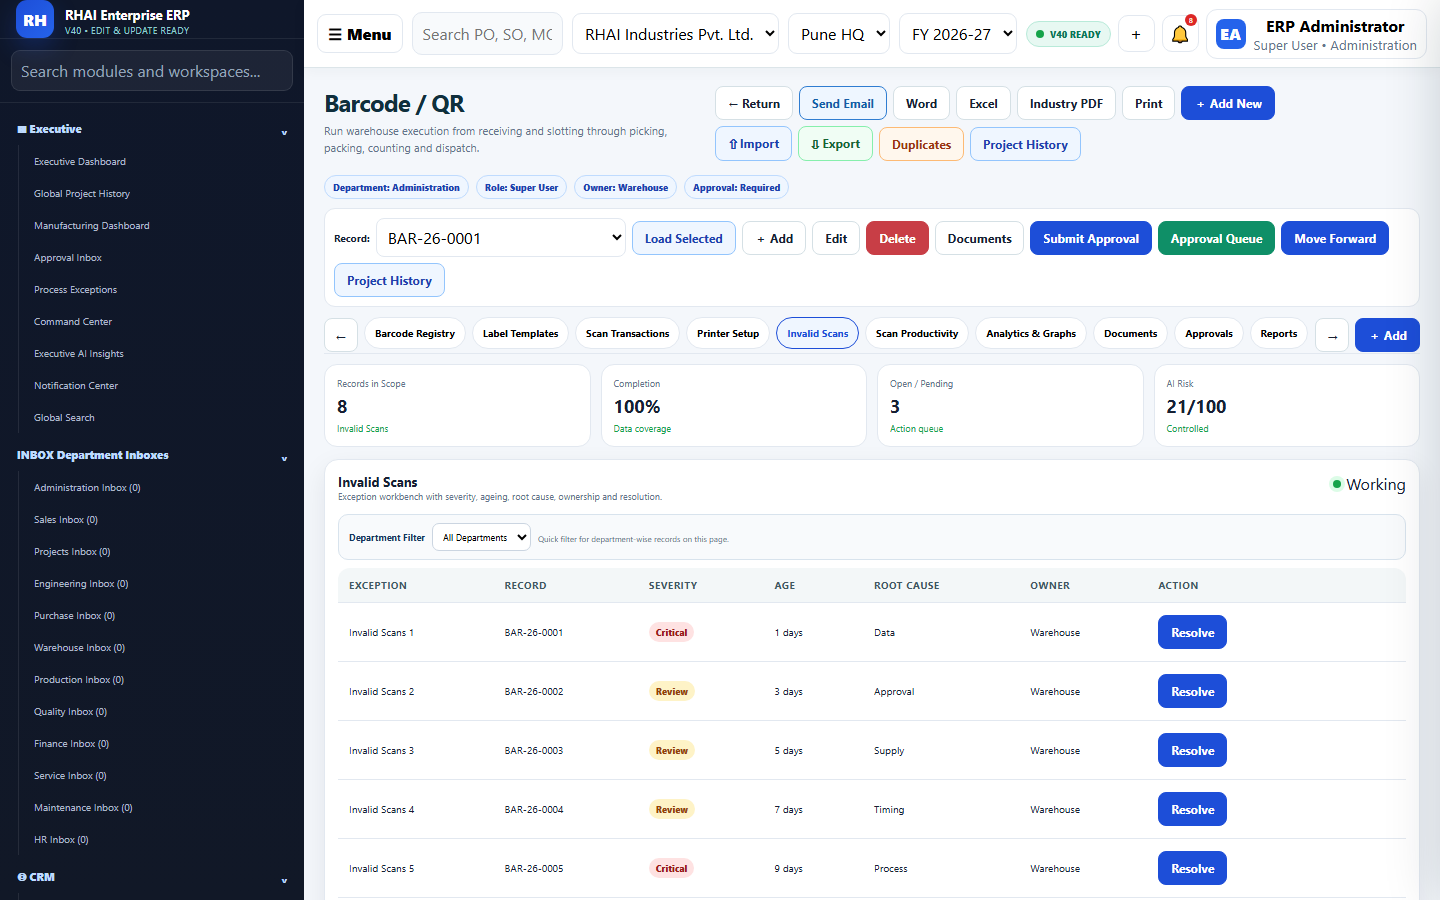 RH
RHAI Enterprise ERP
V40 • EDIT & UPDATE READY
Search modules and workspaces...
Executive
Executive Dashboard
Global Project History
Manufacturing Dashboard
Approval Inbox
Process Exceptions
Command Center
Executive AI Insights
Notification Center
Global Search
INBOX Department Inboxes
Administration Inbox (0)
Sales Inbox (0)
Projects Inbox (0)
Engineering Inbox (0)
Purchase Inbox (0)
Warehouse Inbox (0)
Production Inbox (0)
Quality Inbox (0)
Finance Inbox (0)
Service Inbox (0)
Maintenance Inbox (0)
HR Inbox (0)
CRM
☰ Menu
Search PO, SO, MO
RHAI Industries Pvt. Ltd.
Pune HQ
FY 2026-27
V40 READY
+
8
EA
ERP Administrator
Super User • Administration
Barcode / QR
Run warehouse execution from receiving and slotting through picking,
packing, counting and dispatch.
← Return
Send Email
Word
Excel
Industry PDF
Print
+ Add New
⇧ Import
⇩ Export
Duplicates
Project History
Department: Administration
Role: Super User
Owner: Warehouse
Approval: Required
Record:
BAR-26-0001
Load Selected
+ Add
Edit
Delete
Documents
Submit Approval
Approval Queue
Move Forward
Project History
←
Barcode Registry
Label Templates
Scan Transactions
Printer Setup
Invalid Scans
Scan Productivity
Analytics & Graphs
Documents
Approvals
Reports
→
+ Add
Records in Scope
8
Invalid Scans
Completion
100%
Data coverage
Open / Pending
3
Action queue
AI Risk
21/100
Controlled
Invalid Scans
Exception workbench with severity, ageing, root cause, ownership and resolution.
Working
Department Filter
All Departments
Quick filter for department-wise records on this page.
EXCEPTION RECORD SEVERITY AGE ROOT CAUSE OWNER ACTION
Invalid Scans 1 BAR-26-0001 Critical 1 days Data Warehouse Resolve
Invalid Scans 2 BAR-26-0002 Review 3 days Approval Warehouse Resolve
Invalid Scans 3 BAR-26-0003 Review 5 days Supply Warehouse Resolve
Invalid Scans 4 BAR-26-0004 Review 7 days Timing Warehouse Resolve
Invalid Scans 5 BAR-26-0005 Critical 9 days Process Warehouse Resolve